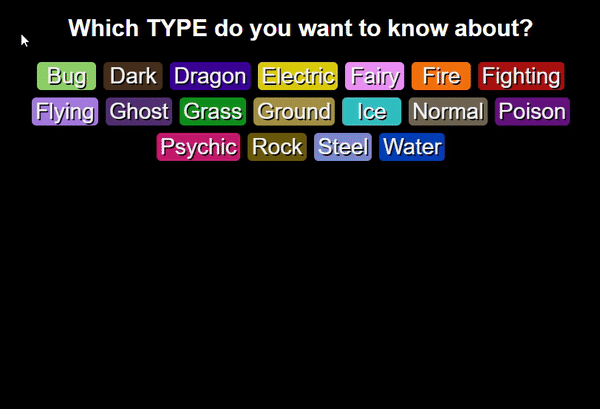 Which TYPE do you want to know about?
Bug Dark Dragon Electric Fairy Fire Fighting
Flying Ghost Grass Ground Ice Normal Poison
Psychic Rock Steel Water